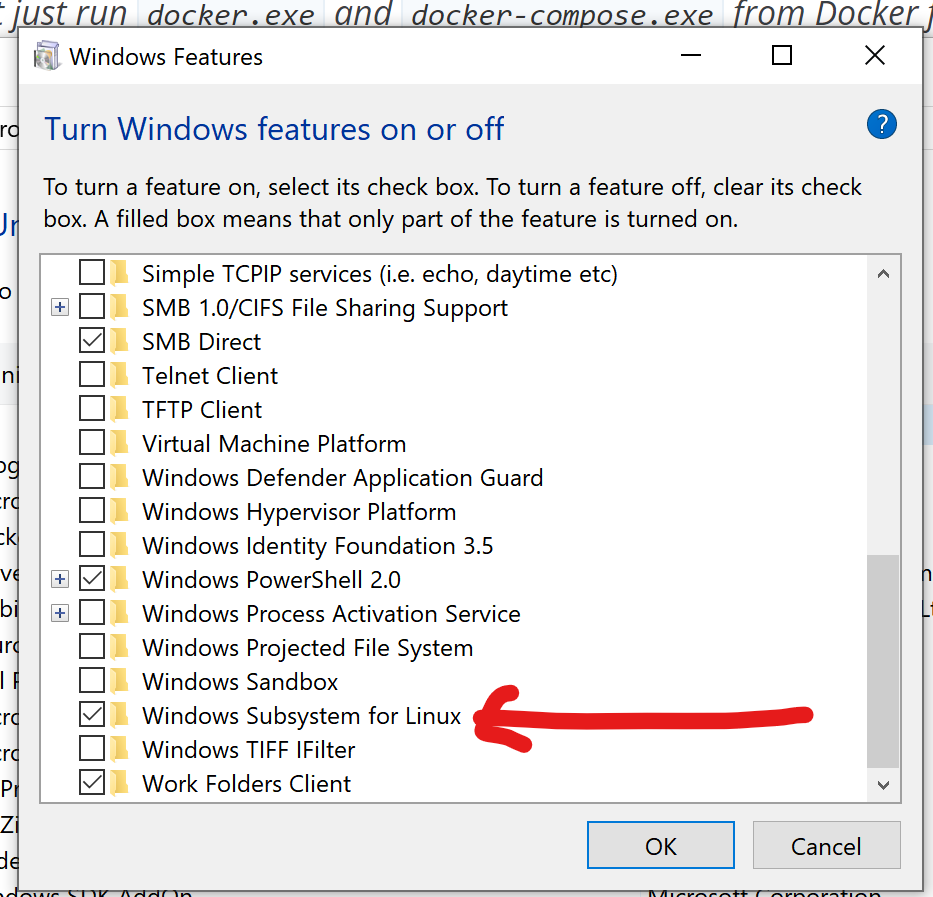 just run docker.exe and docker-compose.exe from Docker
Windows Features
Turn Windows features on or off
?
To turn a feature on, select its check box. To turn a feature off, clear its check
box. A filled box means that only part of the feature is turned on.
Simple TCPIP services (i.e. echo, daytime etc)
SMB 1.0/CIFS File Sharing Support
SMB Direct
Telnet Client
TFTP Client
Virtual Machine Platform
Windows Defender Application Guard
Windows Hypervisor Platform
Windows Identity Foundation 3.5
Windows PowerShell 2.0
Windows Process Activation Service
Windows Projected File System
Windows Sandbox
Windows Subsystem for Linux
Windows TIFF IFilter
Work Folders Client
OK Cancel
SDK AddOn Microsoft Corporation